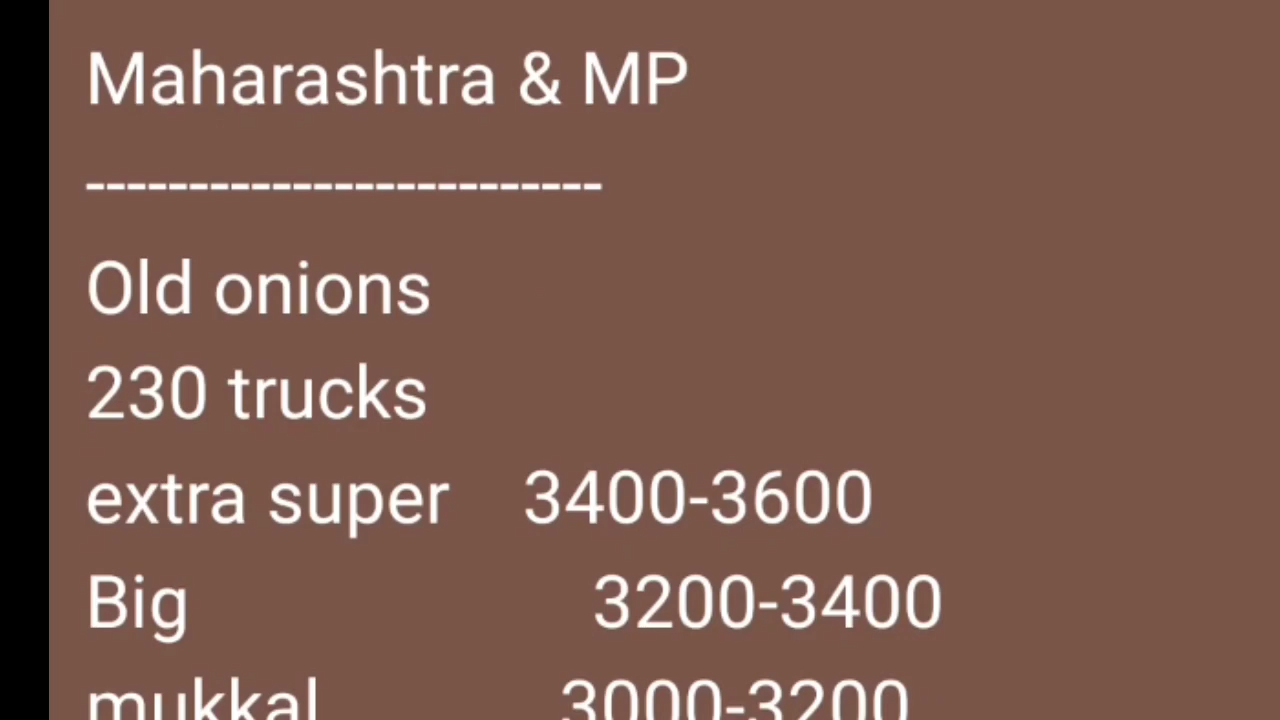 Maharashtra & MP
-------------------------
Old onions
230 trucks
extra super 3400-3600
Big 3200-3400
mukkal 3000-3200